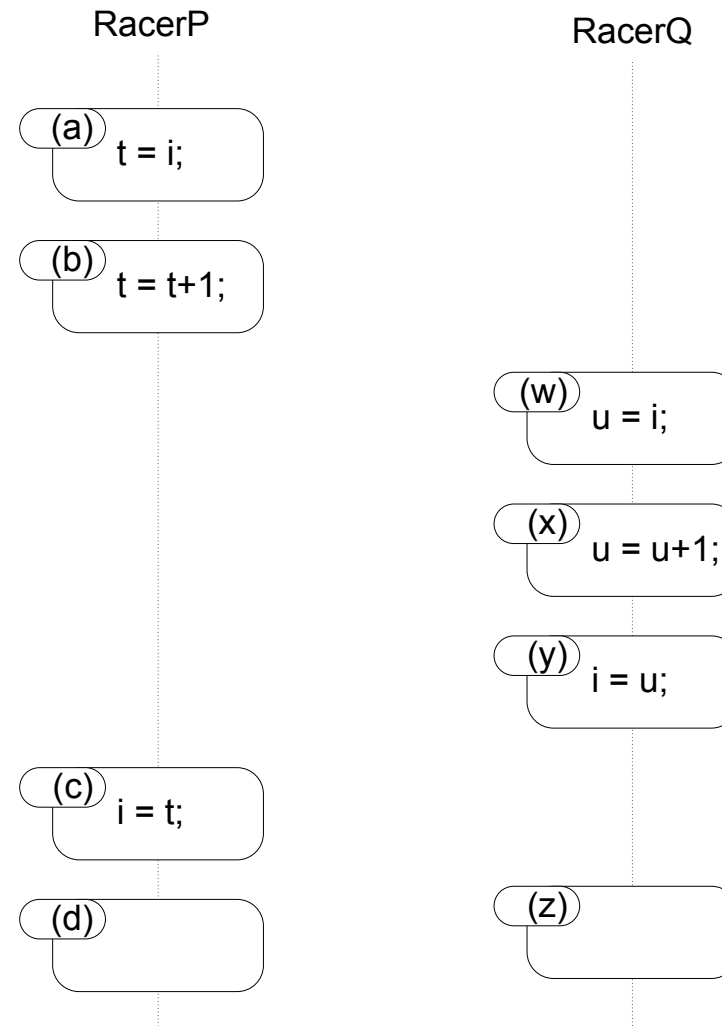 RacerP
RacerQ
(a)
t = i;
(b)
t = t+1;
(w)
u = i;
(x)
u = u+1;
(y)
i = u;
(c)
i = t;
(d)
(z)